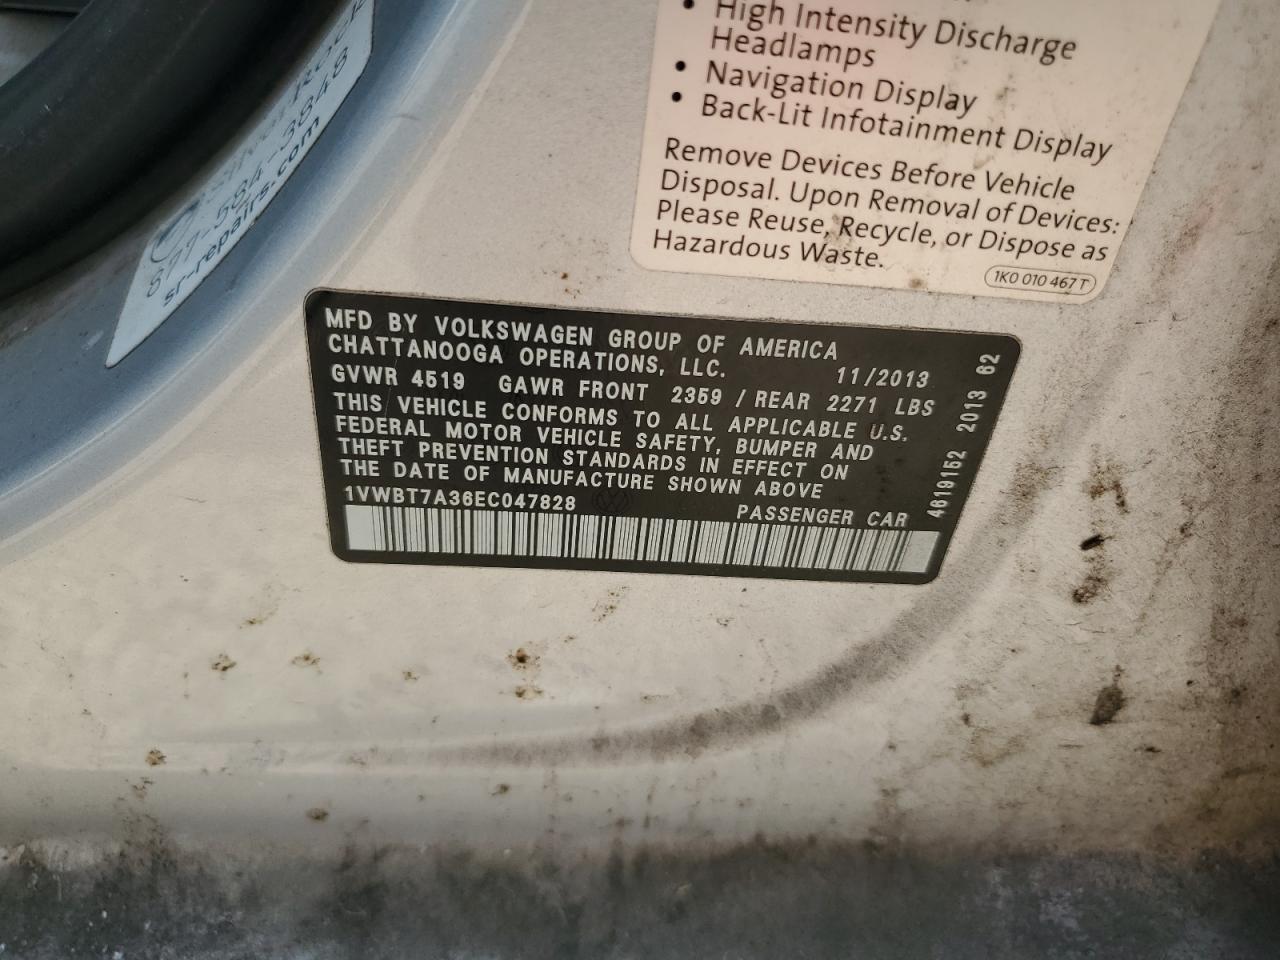 • High Intensity Discharge
Headlamps
• Navigation Display
• Back-Lit Infotainment Display
Remove Devices Before Vehicle
Disposal. Upon Removal of Devices:
Please Reuse, Recycle, or Dispose as
Hazardous Waste.
1K0 010 467 T
677-584-3848
sr-repairs.com
MFD BY VOLKSWAGEN GROUP OF AMERICA
CHATTANOOGA OPERATIONS, LLC.
11/2013
GVWR 4519 GAWR FRONT 2359 / REAR 2271 LBS
THIS VEHICLE CONFORMS TO ALL APPLICABLE U.S.
FEDERAL MOTOR VEHICLE SAFETY, BUMPER AND
THEFT PREVENTION STANDARDS IN EFFECT ON
THE DATE OF MANUFACTURE SHOWN ABOVE
1VWBT7A36EC047828
PASSENGER CAR
4619152 2013 62